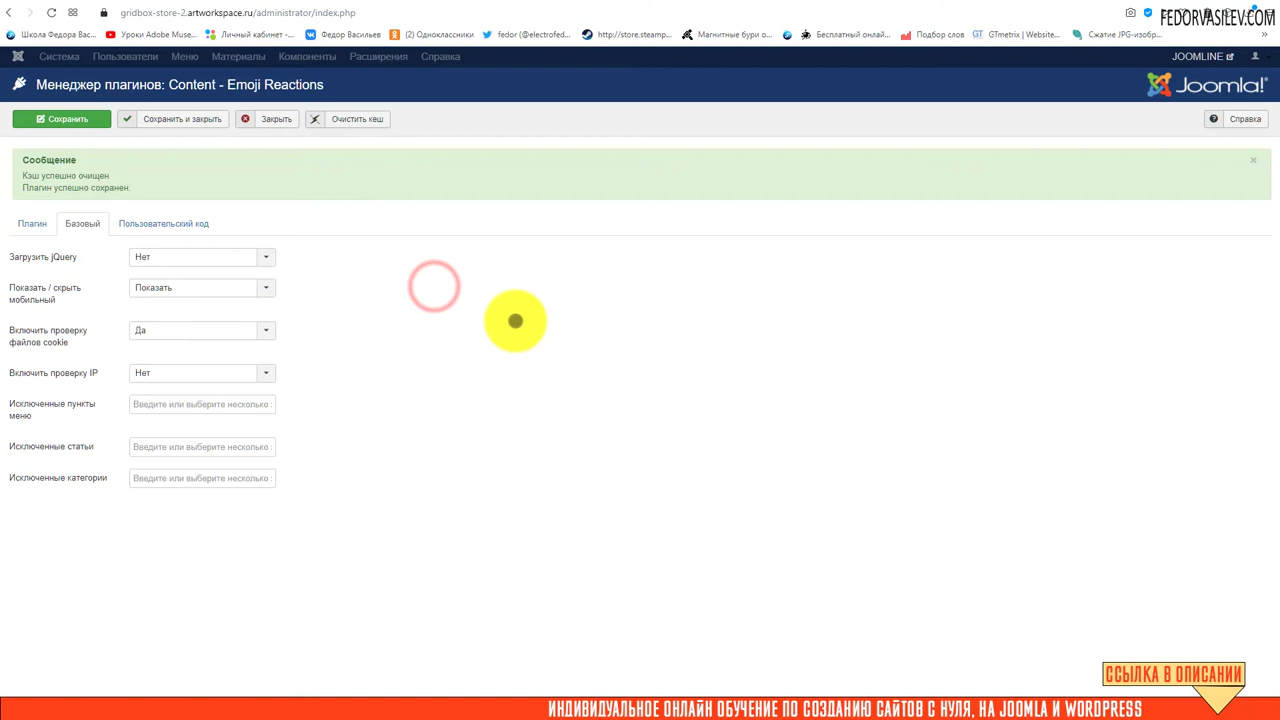 gridbox-store-2.artworkspace.ru/administrator/index.php
FEDORVASILEV.COM
Школа Федора Вас...
Уроки Adobe Muse...
Личный кабинет -...
Федор Васильев
(2) Одноклассники
fedor (@electrofed...
http://store.steamp...
Магнитные бури о...
Бесплатный онлай...
Подбор слов
GTmetrix | Website...
Сжатие JPG-изобр...
Система
Пользователи
Меню
Материалы
Компоненты
Расширения
Справка
JOOMLINE
Менеджер плагинов: Content - Emoji Reactions
Joomla!
Сохранить
Сохранить и закрыть
Закрыть
Очистить кеш
Справка
Сообщение
Кэш успешно очищен
Плагин успешно сохранен.
Плагин
Базовый
Пользовательский код
Загрузить jQuery
Нет
Показать / скрыть
мобильный
Показать
Включить проверку
файлов cookie
Да
Включить проверку IP
Нет
Исключенные пункты
меню
Введите или выберите несколько
Исключенные статьи
Введите или выберите несколько
Исключенные категории
Введите или выберите несколько
ССЫЛКА В ОПИСАНИИ
ИНДИВИДУАЛЬНОЕ ОНЛАЙН ОБУЧЕНИЕ ПО СОЗДАНИЮ САЙТОВ С НУЛЯ, НА JOOMLA И WORDPRESS